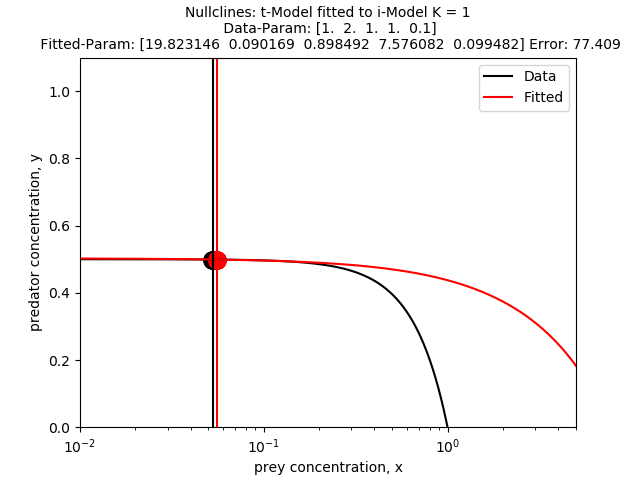 Nullclines: t-Model fitted to i-Model K = 1
Data-Param: [1. 2. 1. 1. 0.1]
Fitted-Param: [19.823146 0.090169 0.898492 7.576082 0.099482] Error: 77.409
Data
Fitted
1.0
0.8
0.6
0.4
0.2
0.0
predator concentration, y
10⁻²
10⁻¹
10⁰
prey concentration, x